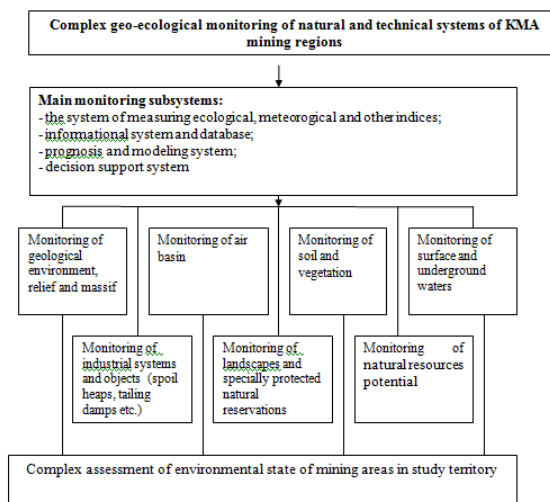 Complex geo-ecological monitoring of natural and technical systems of KMA
mining regions
Main monitoring subsystems:
- the system of measuring ecological, meteorogical and other indices;
- informational system and database;
- prognosis and modeling system;
- decision support system
Monitoring of
geological
environment,
relief and massif
Monitoring of air
basin
Monitoring of
soil and
vegetation
Monitoring of
surface and
underground
waters
Monitoring of
industrial systems
and objects (spoil
heaps, tailing
damps etc.)
Monitoring of
landscapes and
specially protected
natural
reservations
Monitoring of
natural resources
potential
Complex assessment of environmental state of mining areas in study territory